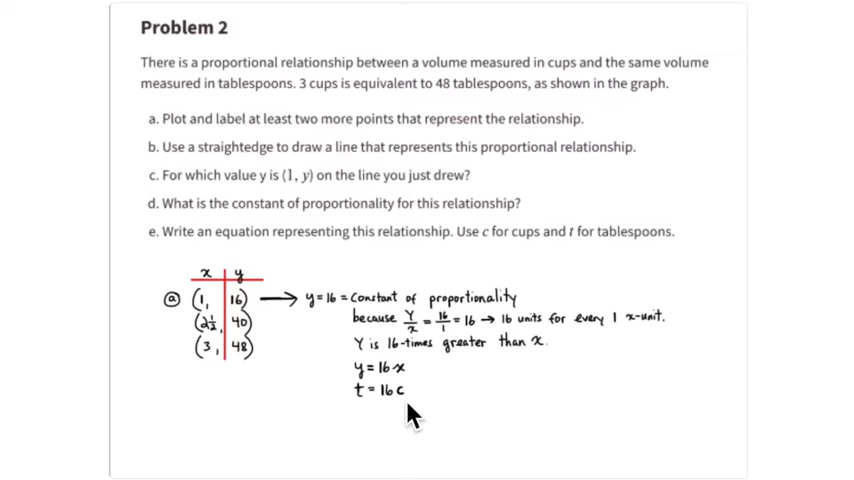 Problem 2
There is a proportional relationship between a volume measured in cups and the same volume
measured in tablespoons. 3 cups is equivalent to 48 tablespoons, as shown in the graph.
a. Plot and label at least two more points that represent the relationship.
b. Use a straightedge to draw a line that represents this proportional relationship.
c. For which value y is (1, y) on the line you just drew?
d. What is the constant of proportionality for this relationship?
e. Write an equation representing this relationship. Use c for cups and t for tablespoons.
x y
ⓐ (1, 16) → y = 16 = constant of proportionality
(2 1/2, 40) because Y/x = 16/1 = 16 → 16 units for every 1 x-unit.
(3, 48) Y is 16-times greater than x.
y = 16x
t = 16c